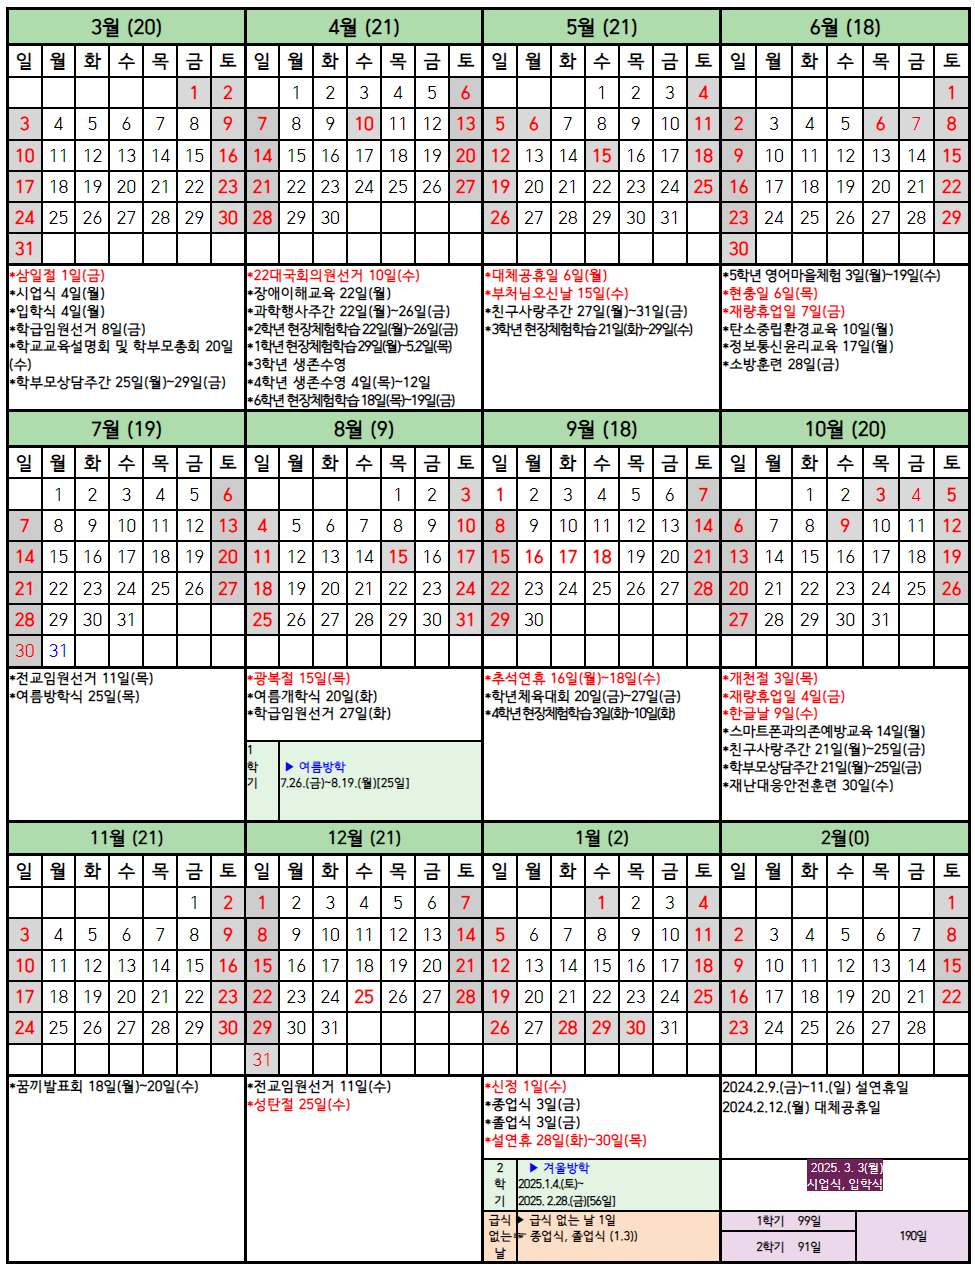 3월 (20) 4월 (21) 5월 (21) 6월 (18)
일 월 화 수 목 금 토 일 월 화 수 목 금 토 일 월 화 수 목 금 토 일 월 화 수 목 금 토
1 2 1 2 3 4 5 6 1 2 3 4 1
3 4 5 6 7 8 9 7 8 9 10 11 12 13 5 6 7 8 9 10 11 2 3 4 5 6 7 8
10 11 12 13 14 15 16 14 15 16 17 18 19 20 12 13 14 15 16 17 18 9 10 11 12 13 14 15
17 18 19 20 21 22 23 21 22 23 24 25 26 27 19 20 21 22 23 24 25 16 17 18 19 20 21 22
24 25 26 27 28 29 30 28 29 30 26 27 28 29 30 31 23 24 25 26 27 28 29
31 30
*삼일절 1일(금)
*시업식 4일(월)
*입학식 4일(월)
*학급임원선거 8일(금)
*학교교육설명회 및 학부모총회 20일
(수)
*학부모상담주간 25일(월)~29일(금)
*22대국회의원선거 10일(수)
*장애이해교육 22일(월)
*과학행사주간 22일(월)~26일(금)
*2학년 현장체험학습 22일(월)~26일(금)
*1학년 현장체험학습 29일(월)~5.2일(목)
*3학년 생존수영
*4학년 생존수영 4일(목)~12일
*6학년 현장체험학습 18일(목)~19일(금)
*대체공휴일 6일(월)
*부처님오신날 15일(수)
*친구사랑주간 27일(월)~31일(금)
*3학년 현장체험학습 21일(화)~29일(수)
*5학년 영어마을체험 3일(월)~19일(수)
*현충일 6일(목)
*재량휴업일 7일(금)
*탄소중립환경교육 10일(월)
*정보통신윤리교육 17일(월)
*소방훈련 28일(금)
7월 (19) 8월 (9) 9월 (18) 10월 (20)
일 월 화 수 목 금 토 일 월 화 수 목 금 토 일 월 화 수 목 금 토 일 월 화 수 목 금 토
1 2 3 4 5 6 1 2 3 1 2 3 4 5 6 7 1 2 3 4 5
7 8 9 10 11 12 13 4 5 6 7 8 9 10 8 9 10 11 12 13 14 6 7 8 9 10 11 12
14 15 16 17 18 19 20 11 12 13 14 15 16 17 15 16 17 18 19 20 21 13 14 15 16 17 18 19
21 22 23 24 25 26 27 18 19 20 21 22 23 24 22 23 24 25 26 27 28 20 21 22 23 24 25 26
28 29 30 31 25 26 27 28 29 30 31 29 30 27 28 29 30 31
30 31
*전교임원선거 11일(목)
*여름방학식 25일(목)
*광복절 15일(목)
*여름개학식 20일(화)
*학급임원선거 27일(화)
1
학
기
▶ 여름방학
7.26.(금)~8.19.(월)[25일]
*추석연휴 16일(월)~18일(수)
*학년체육대회 20일(금)~27일(금)
*4학년 현장체험학습 3일(화)~10일(화)
*개천절 3일(목)
*재량휴업일 4일(금)
*한글날 9일(수)
*스마트폰과의존예방교육 14일(월)
*친구사랑주간 21일(월)~25일(금)
*학부모상담주간 21일(월)~25일(금)
*재난대응안전훈련 30일(수)
11월 (21) 12월 (21) 1월 (2) 2월(0)
일 월 화 수 목 금 토 일 월 화 수 목 금 토 일 월 화 수 목 금 토 일 월 화 수 목 금 토
1 2 1 2 3 4 5 6 7 1 2 3 4 1
3 4 5 6 7 8 9 8 9 10 11 12 13 14 5 6 7 8 9 10 11 2 3 4 5 6 7 8
10 11 12 13 14 15 16 15 16 17 18 19 20 21 12 13 14 15 16 17 18 9 10 11 12 13 14 15
17 18 19 20 21 22 23 22 23 24 25 26 27 28 19 20 21 22 23 24 25 16 17 18 19 20 21 22
24 25 26 27 28 29 30 29 30 31 26 27 28 29 30 31 23 24 25 26 27 28
31
*꿈끼발표회 18일(월)~20일(수)
*전교임원선거 11일(수)
*성탄절 25일(수)
*신정 1일(수)
*종업식 3일(금)
*졸업식 3일(금)
*설연휴 28일(화)~30일(목)
2
학
기
▶ 겨울방학
2025.1.4.(토)~
2025. 2.28.(금)[56일]
급식
없는
날
▶ 급식 없는 날 1일
☞ 종업식, 졸업식 (1.3))
2024.2.9.(금)~11.(일) 설연휴일
2024.2.12.(월) 대체공휴일
2025. 3. 3(월)
시업식, 입학식
1학기 99일
2학기 91일
190일